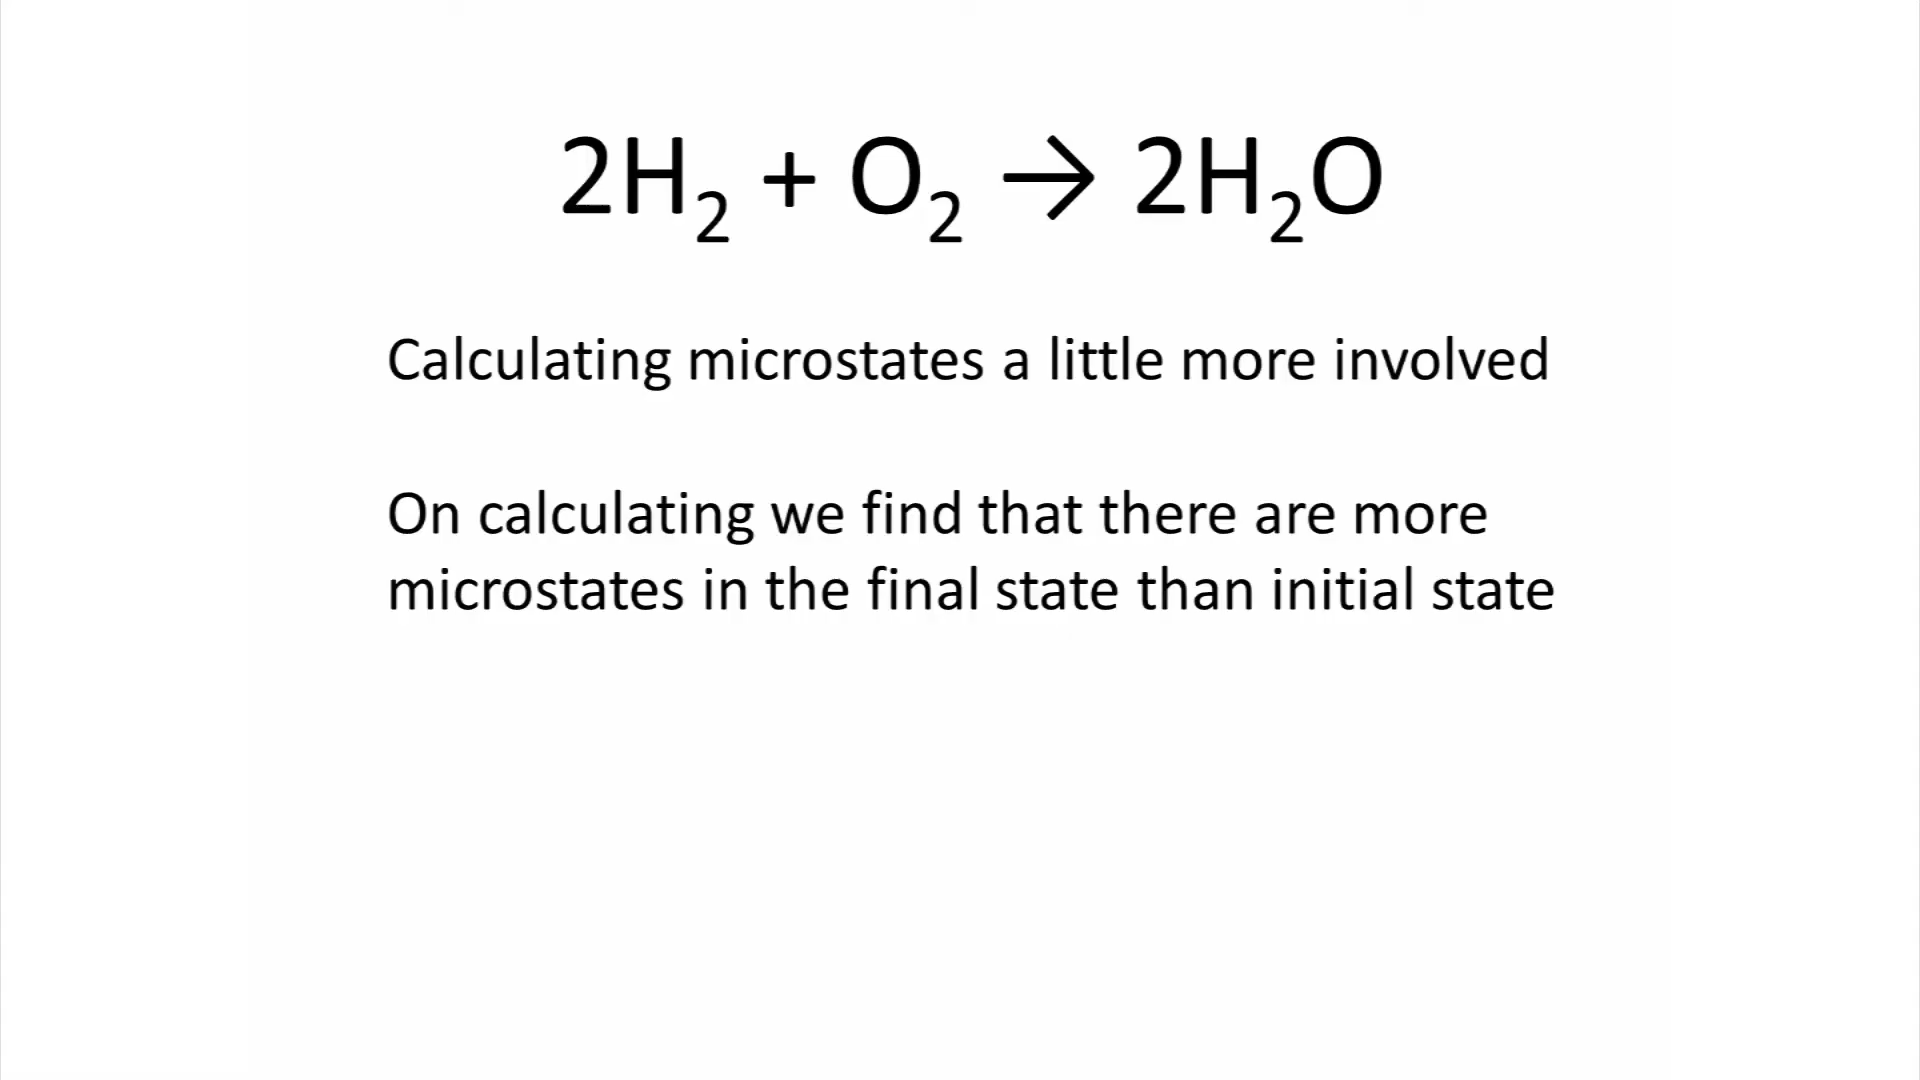 2H₂ + O₂ → 2H₂O
Calculating microstates a little more involved
On calculating we find that there are more
microstates in the final state than initial state